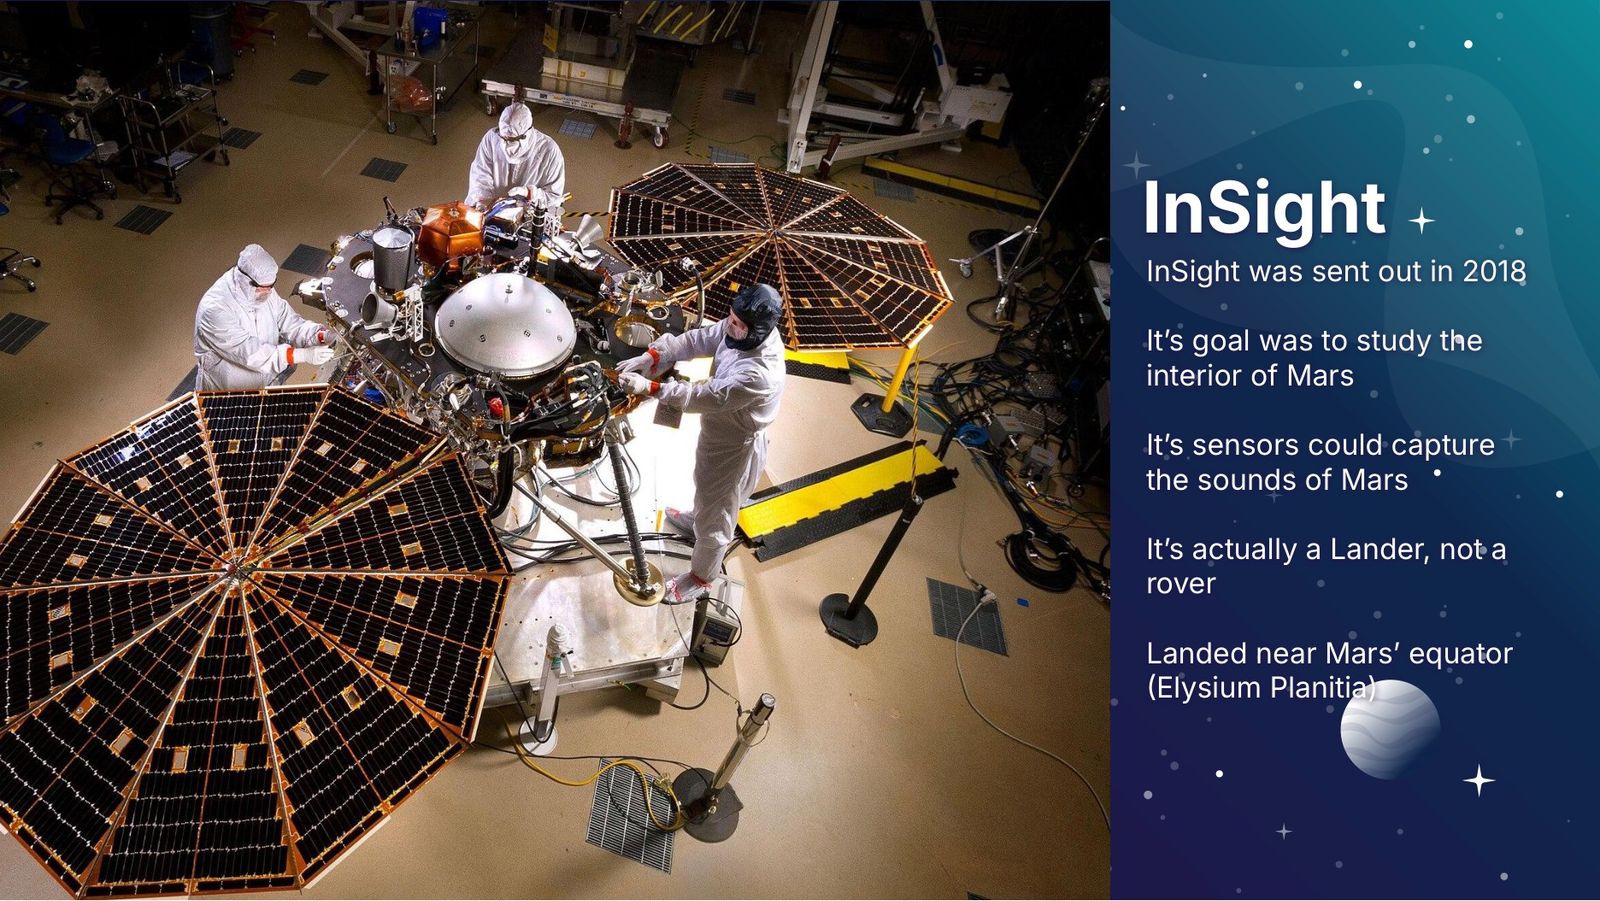 InSight
InSight was sent out in 2018
It’s goal was to study the
interior of Mars
It’s sensors could capture
the sounds of Mars
It’s actually a Lander, not a
rover
Landed near Mars’ equator
(Elysium Planitia)